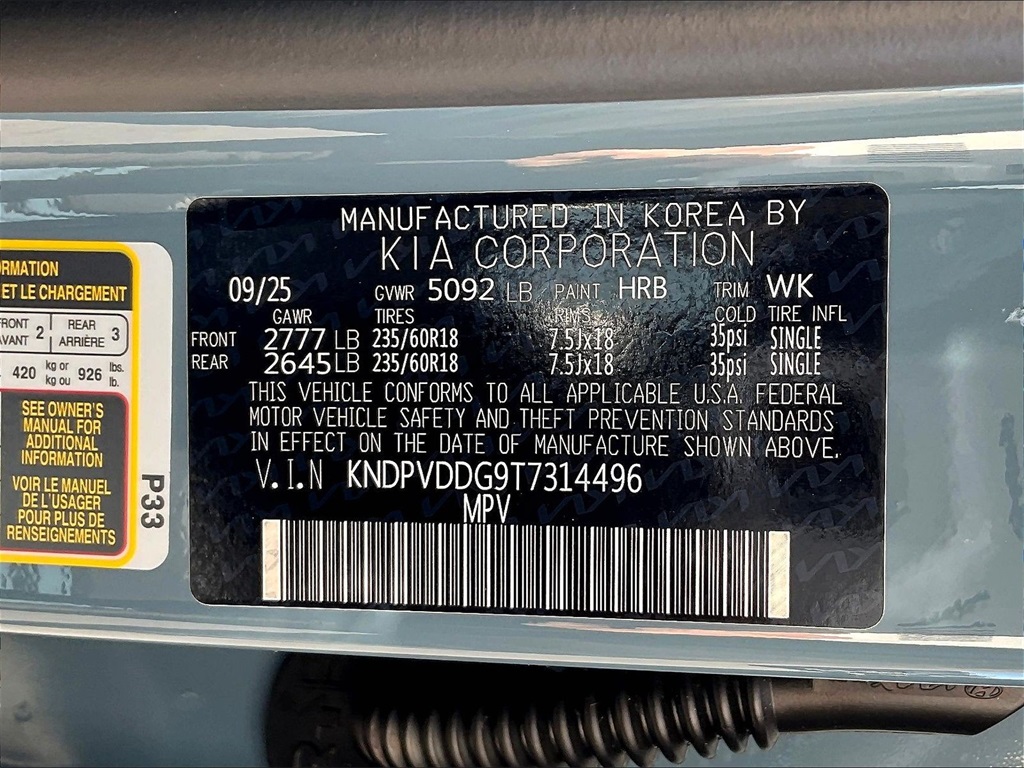 MANUFACTURED IN KOREA BY
KIA CORPORATION
09/25 GVWR 5092 LB PAINT HRB TRIM WK
GAWR TIRES RIMS COLD TIRE INFL
FRONT 2777 LB 235/60R18 7.5Jx18 35psi SINGLE
REAR 2645 LB 235/60R18 7.5Jx18 35psi SINGLE
THIS VEHICLE CONFORMS TO ALL APPLICABLE U.S.A. FEDERAL
MOTOR VEHICLE SAFETY AND THEFT PREVENTION STANDARDS
IN EFFECT ON THE DATE OF MANUFACTURE SHOWN ABOVE.
V.I.N KNDPVDDG9T7314496
MPV
ET LE CHARGEMENT
FRONT 2 REAR 3
AVANT ARRIÈRE
420 kg or 926 lbs.
kg ou lb.
SEE OWNER'S
MANUAL FOR
ADDITIONAL
INFORMATION
VOIR LE MANUEL
DE L'USAGER
POUR PLUS DE
RENSEIGNEMENTS
P33